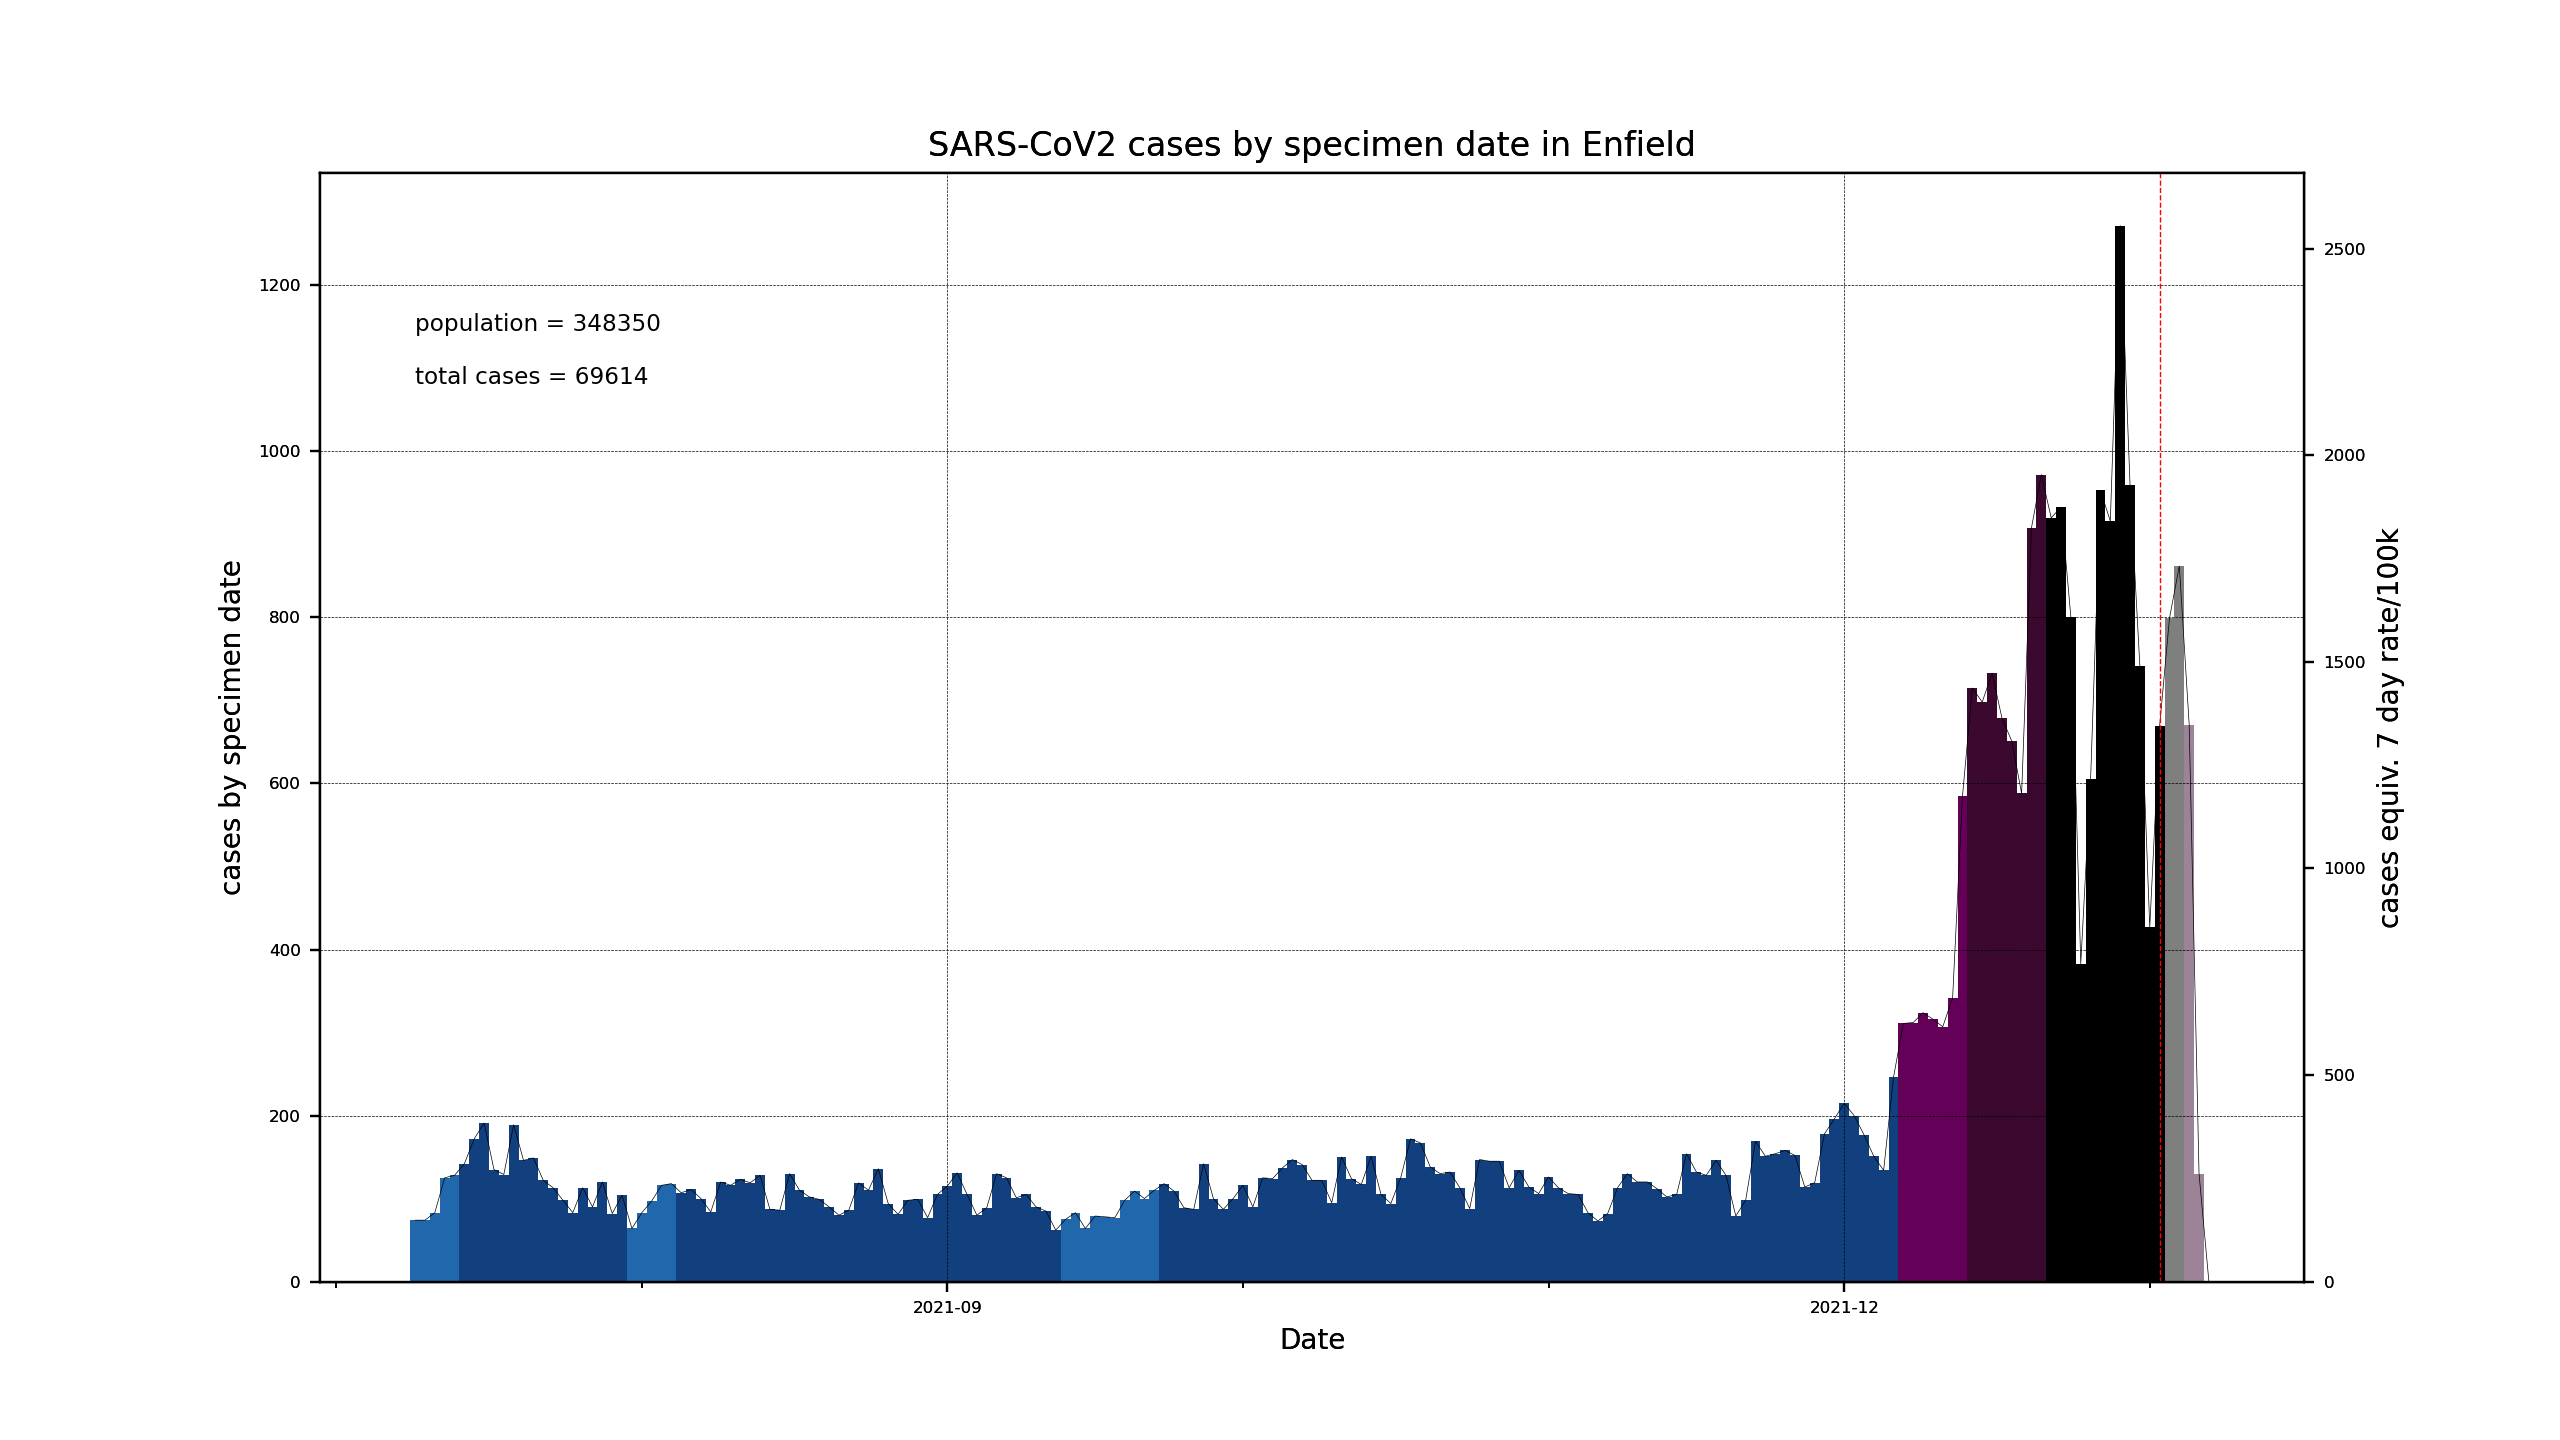 SARS-CoV2 cases by specimen date in Enfield
population = 348350
total cases = 69614
cases by specimen date
1200
1000
800
600
400
200
0
2500
2000
1500
1000
500
0
cases equiv. 7 day rate/100k
2021-09
2021-12
Date